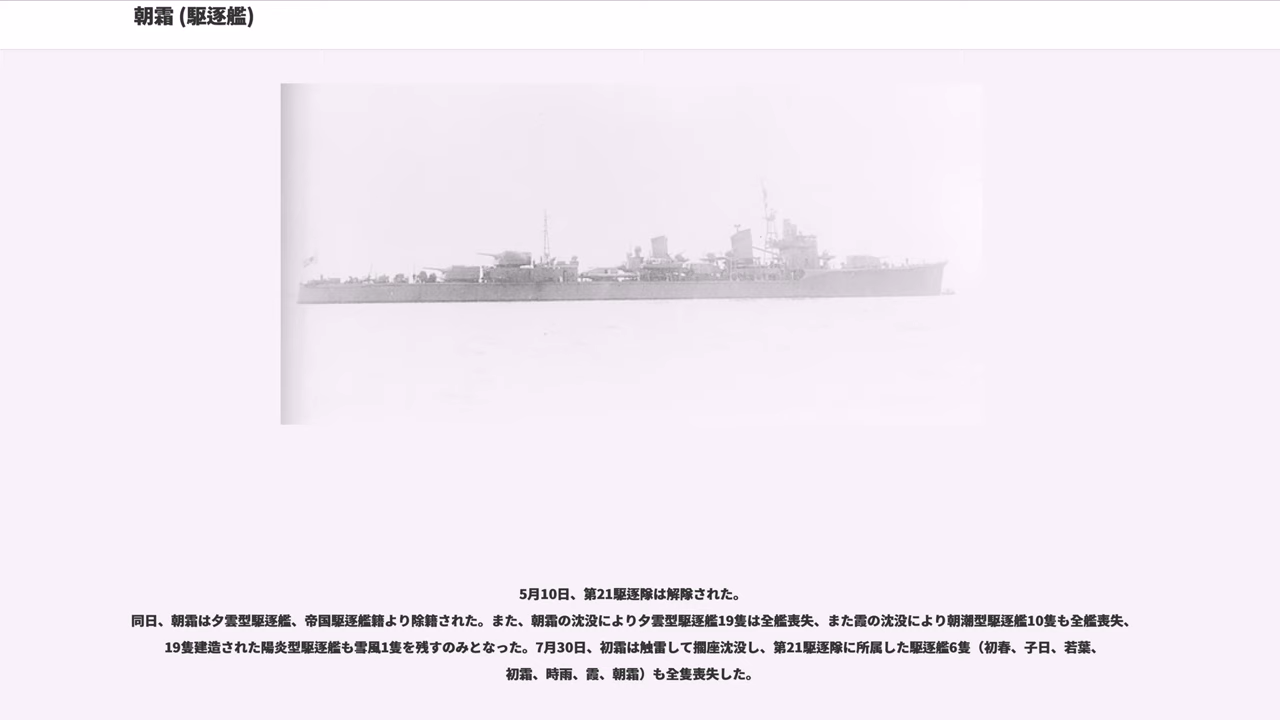 朝霜 (駆逐艦)
5月10日、第21駆逐隊は解隊された。
同日、朝霜は夕雲型駆逐艦、帝国駆逐艦籍より除籍された。また、朝霜の沈没により夕雲型駆逐艦19隻は全艦喪失、また霞の沈没により朝潮型駆逐艦10隻も全艦喪失、
19隻建造された陽炎型駆逐艦も雪風1隻を残すのみとなった。7月30日、初霜は触雷して擱座沈没し、第21駆逐隊に所属した駆逐艦6隻（初春、子日、若葉、
初霜、時雨、霞、朝霜）も全隻喪失した。